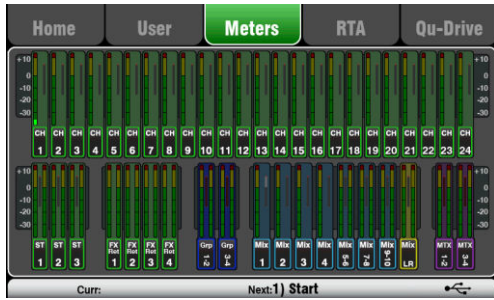 Home User Meters RTA Qu-Drive
+10 +10
0 0
-10 -10
-20 -20
-30 -30
CH CH CH CH CH CH CH CH CH CH CH CH CH CH CH CH CH CH CH CH CH CH CH CH
1 2 3 4 5 6 7 8 9 10 11 12 13 14 15 16 17 18 19 20 21 22 23 24
+10 +10
0 0
-10 -10
-20 -20
-30 -30
ST ST ST FX FX FX FX Grp Grp Mix Mix Mix Mix Mix Mix Mix Mix MTX MTX
Ret Ret Ret Ret
1 2 3 1 2 3 4 1-2 3-4 1 2 3 4 5-6 7-8 9-10 LR 1-2 3-4
Curr: Next:1) Start